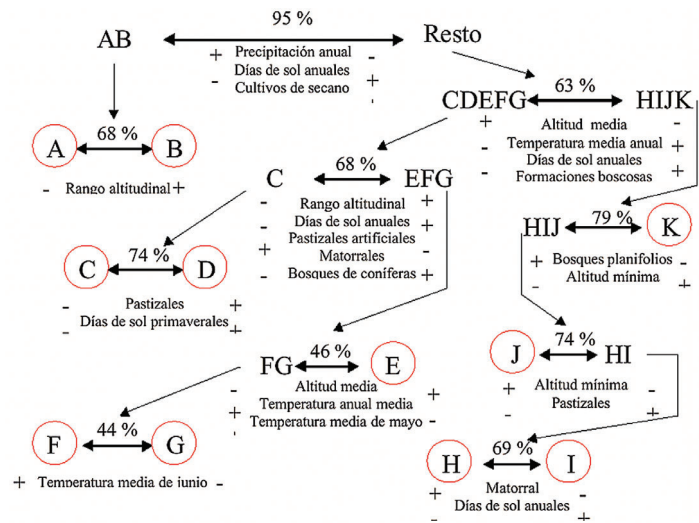 95 %
AB
Resto
+ Precipitación anual -
- Días de sol anuales +
Cultivos de secano
63 %
CDEFG
HIJK
68 %
A
B
+ Altitud media -
- Temperatura media anual +
- Días de sol anuales +
Formaciones boscosas +
- Rango altitudinal +
68 %
C
EFG
- Rango altitudinal +
- Días de sol anuales +
+ Pastizales artificiales
Matorrales -
- Bosques de coníferas +
79 %
HIJ
K
+ Bosques planifolios -
- Altitud mínima +
74 %
C
D
- Pastizales +
- Días de sol primaverales +
46 %
FG
E
74 %
J
HI
- Altitud media +
+ Temperatura anual media -
Temperatura media de mayo -
+ Altitud mínima -
- Pastizales +
44 %
F
G
+ Temperatura media de iunio -
69 %
H
I
+ Matorral -
- Días de sol anuales +